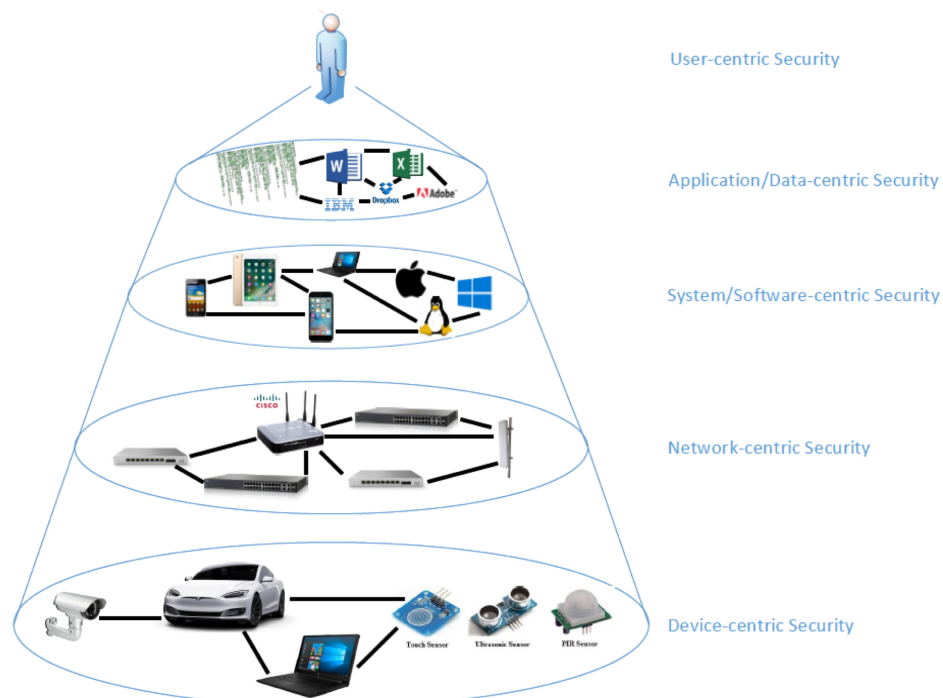 User-centric Security
W
X
Dropbox
Adobe
IBM
Application/Data-centric Security
System/Software-centric Security
CISCO
Network-centric Security
Touch Sensor
Ultrasonic Sensor
PIR Sensor
Device-centric Security